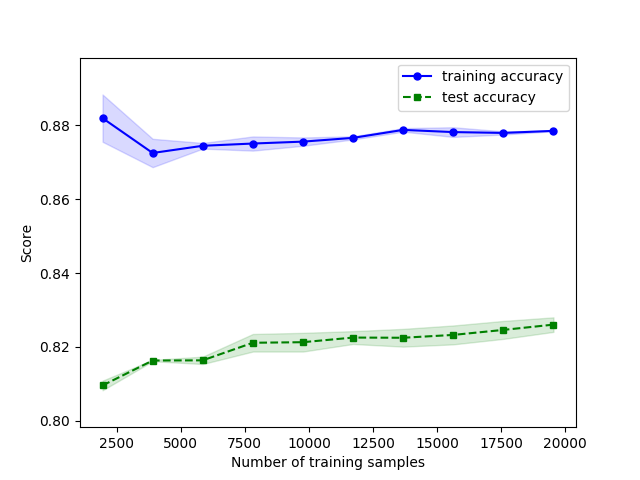 training accuracy
test accuracy
0.88
0.86
0.84
0.82
0.80
Score
2500 5000 7500 10000 12500 15000 17500 20000
Number of training samples